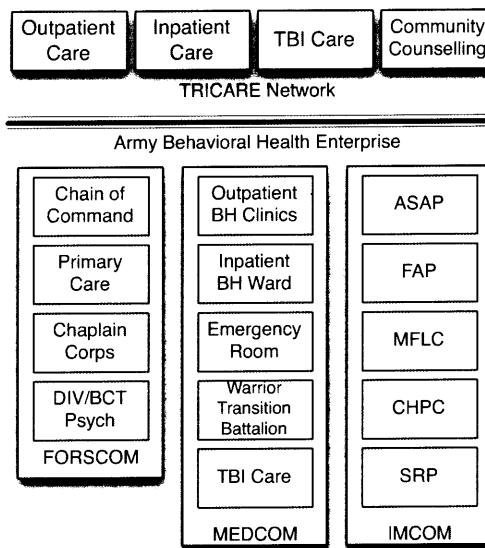 Outpatient
Care
Inpatient
Care
TBI Care
Community
Counselling
TRICARE Network
Army Behavioral Health Enterprise
Chain of
Command
Primary
Care
Chaplain
Corps
DIV/BCT
Psych
FORSCOM
Outpatient
BH Clinics
Inpatient
BH Ward
Emergency
Room
Warrior
Transition
Battalion
TBI Care
MEDCOM
ASAP
FAP
MFLC
CHPC
SRP
IMCOM